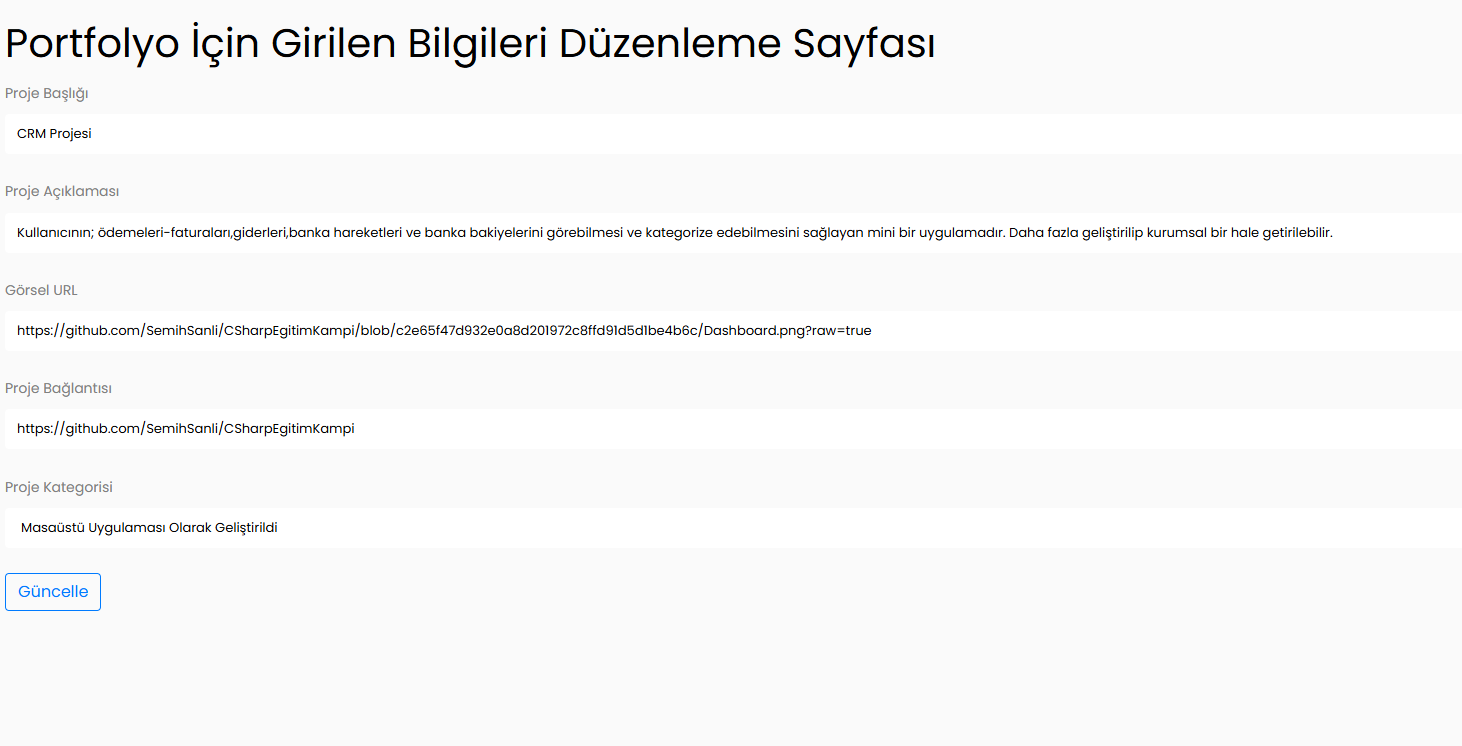 Portfolyo İçin Girilen Bilgileri Düzenleme Sayfası
Proje Başlığı
CRM Projesi
Proje Açıklaması
Kullanıcının; ödemeleri-faturaları,giderleri,banka hareketleri ve banka bakiyelerini görebilmesi ve kategorize edebilmesini sağlayan mini bir uygulamadır. Daha fazla geliştirilip kurumsal bir hale getirilebilir.
Görsel URL
https://github.com/SemihSanli/CSharpEgitimKampi/blob/c2e65f47d932e0a8d201972c8ffd91d5d1be4b6c/Dashboard.png?raw=true
Proje Bağlantısı
https://github.com/SemihSanli/CSharpEgitimKampi
Proje Kategorisi
Masaüstü Uygulaması Olarak Geliştirildi
Güncelle